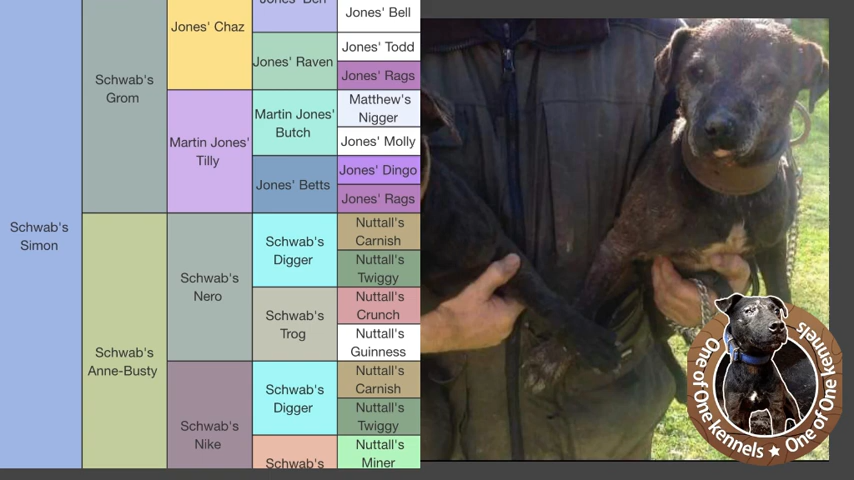 Schwab's
Simon
Schwab's
Grom
Schwab's
Anne-Busty
Jones' Chaz
Martin Jones'
Tilly
Schwab's
Nero
Schwab's
Nike
Jones' Raven
Martin Jones'
Butch
Jones' Betts
Schwab's
Digger
Schwab's
Trog
Schwab's
Digger
Schwab's
Jones' Bell
Jones' Todd
Jones' Rags
Matthew's
Nigger
Jones' Molly
Jones' Dingo
Jones' Rags
Nuttall's
Carnish
Nuttall's
Twiggy
Nuttall's
Crunch
Nuttall's
Guinness
Nuttall's
Carnish
Nuttall's
Twiggy
Nuttall's
Miner
One of One kennels ★ One of One kennels